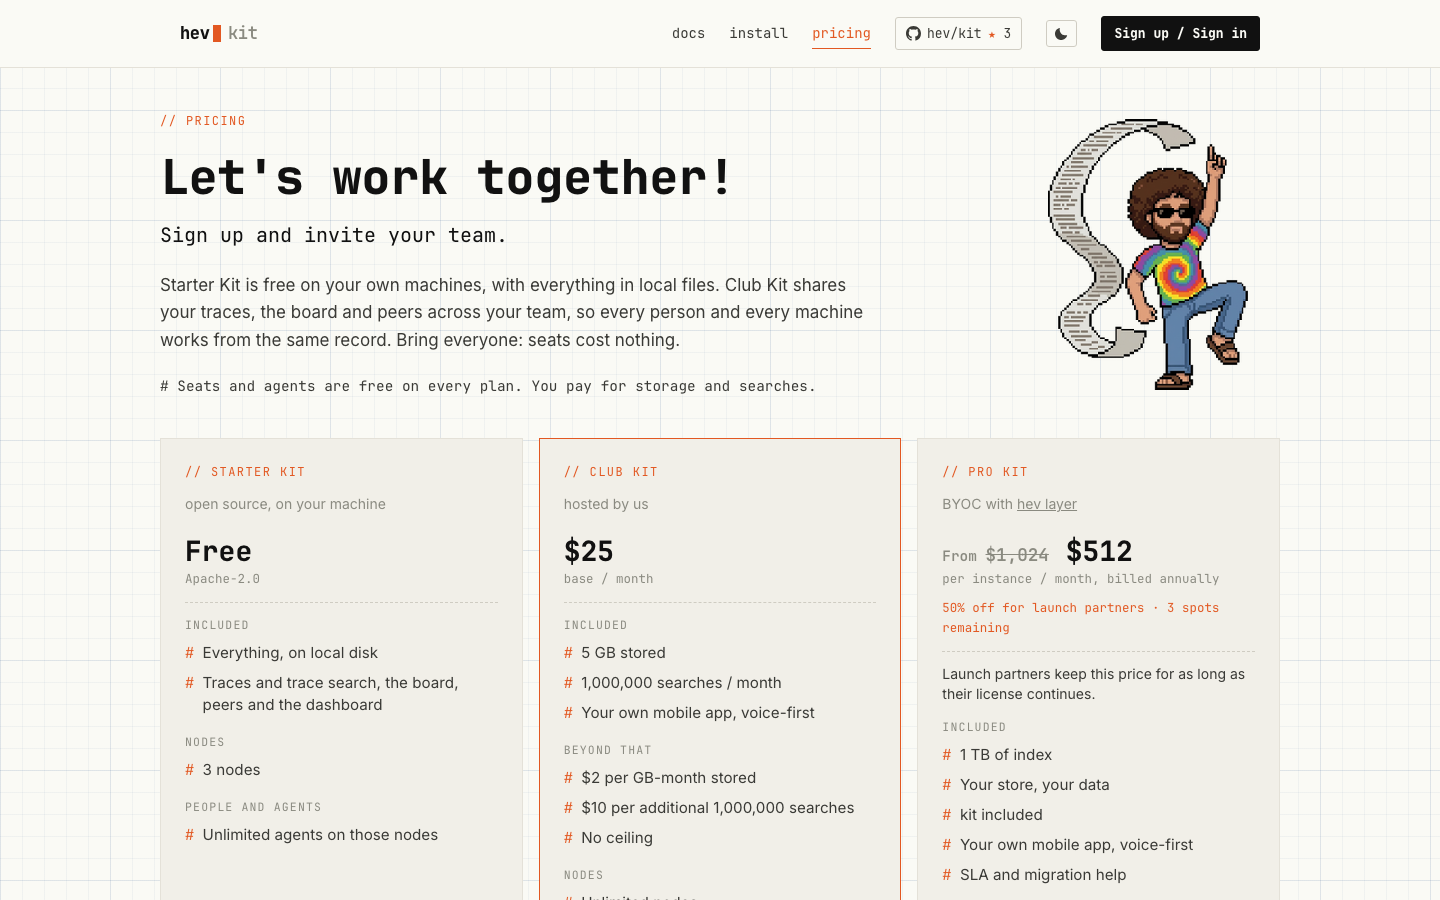 hev kit
docs install pricing hev/kit ★ 3 Sign up / Sign in
// PRICING
Let's work together!
Sign up and invite your team.
Starter Kit is free on your own machines, with everything in local files. Club Kit shares
your traces, the board and peers across your team, so every person and every machine
works from the same record. Bring everyone: seats cost nothing.
# Seats and agents are free on every plan. You pay for storage and searches.
// STARTER KIT
open source, on your machine
Free
Apache-2.0
INCLUDED
# Everything, on local disk
# Traces and trace search, the board,
peers and the dashboard
NODES
# 3 nodes
PEOPLE AND AGENTS
# Unlimited agents on those nodes
// CLUB KIT
hosted by us
$25
base / month
INCLUDED
# 5 GB stored
# 1,000,000 searches / month
# Your own mobile app, voice-first
BEYOND THAT
# $2 per GB-month stored
# $10 per additional 1,000,000 searches
# No ceiling
NODES
// PRO KIT
BYOC with hev layer
From $1,024 $512
per instance / month, billed annually
50% off for launch partners · 3 spots
remaining
Launch partners keep this price for as long as
their license continues.
INCLUDED
# 1 TB of index
# Your store, your data
# kit included
# Your own mobile app, voice-first
# SLA and migration help